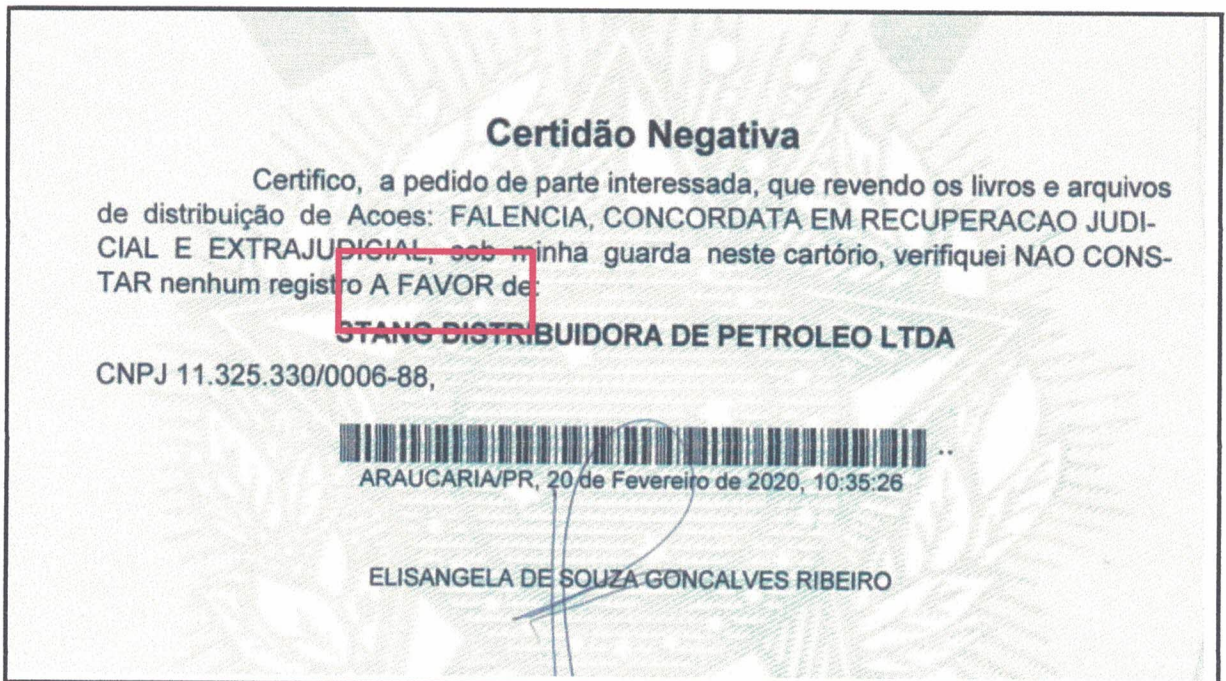 Certidão Negativa
Certifico, a pedido de parte interessada, que revendo os livros e arquivos
de distribuição de Acoes: FALENCIA, CONCORDATA EM RECUPERACAO JUDI-
CIAL E EXTRAJUDICIAL, sob minha guarda neste cartório, verifiquei NAO CONS-
TAR nenhum registro A FAVOR de:
STANG DISTRIBUIDORA DE PETROLEO LTDA
CNPJ 11.325.330/0006-88,
..
ARAUCARIA/PR, 20 de Fevereiro de 2020, 10:35:26
ELISANGELA DE SOUZA GONCALVES RIBEIRO